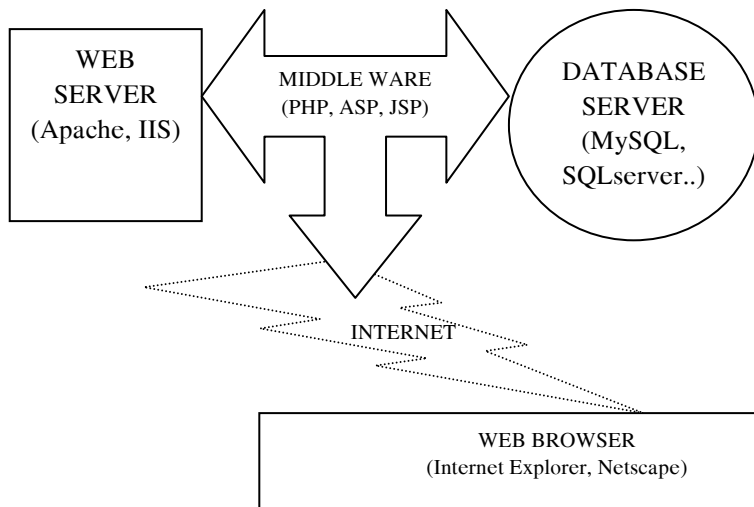 WEB
SERVER
(Apache, IIS)
MIDDLE WARE
(PHP, ASP, JSP)
DATABASE
SERVER
(MySQL,
SQLserver..)
INTERNET
WEB BROWSER
(Internet Explorer, Netscape)